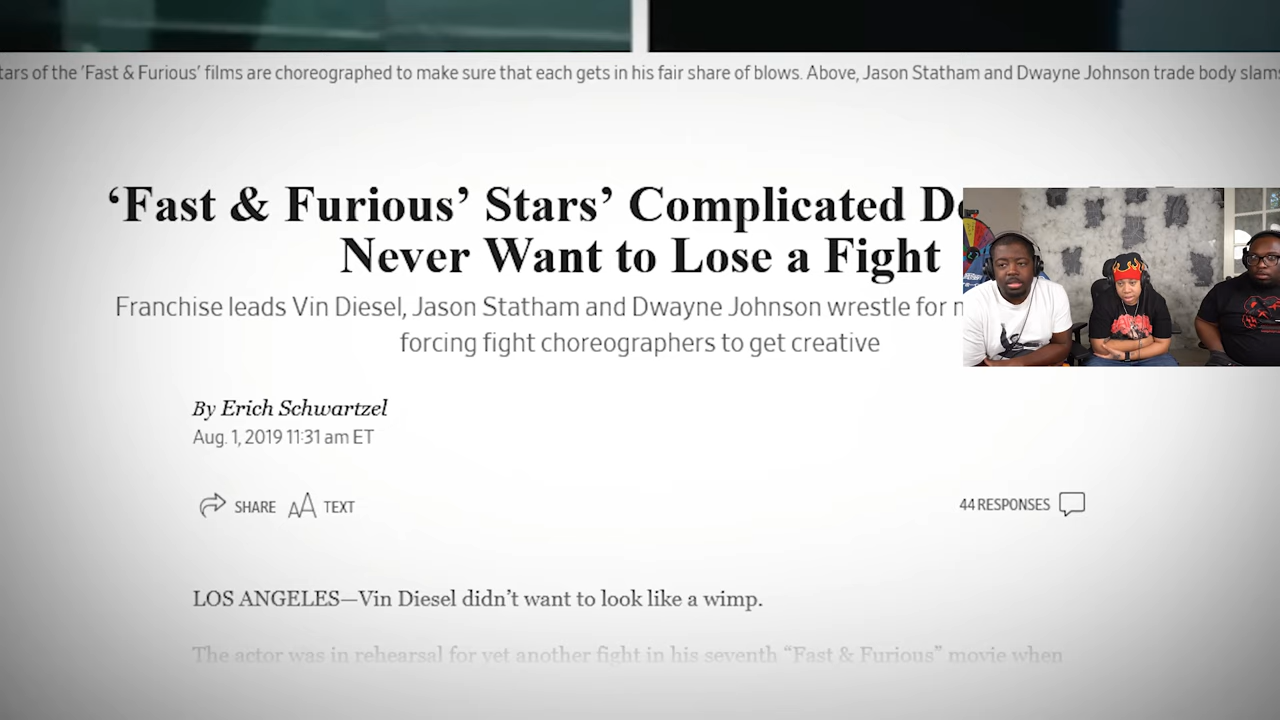 tars of the 'Fast & Furious' films are choreographed to make sure that each gets in his fair share of blows. Above, Jason Statham and Dwayne Johnson trade body slams
‘Fast & Furious’ Stars’ Complicated
Never Want to Lose a Fight
Franchise leads Vin Diesel, Jason Statham and Dwayne Johnson wrestle for
forcing fight choreographers to get creative
By Erich Schwartzel
Aug. 1, 2019 11:31 am ET
SHARE AA TEXT
44 RESPONSES
LOS ANGELES—Vin Diesel didn’t want to look like a wimp.
The actor was in rehearsal for yet another fight in his seventh “Fast & Furious” movie when